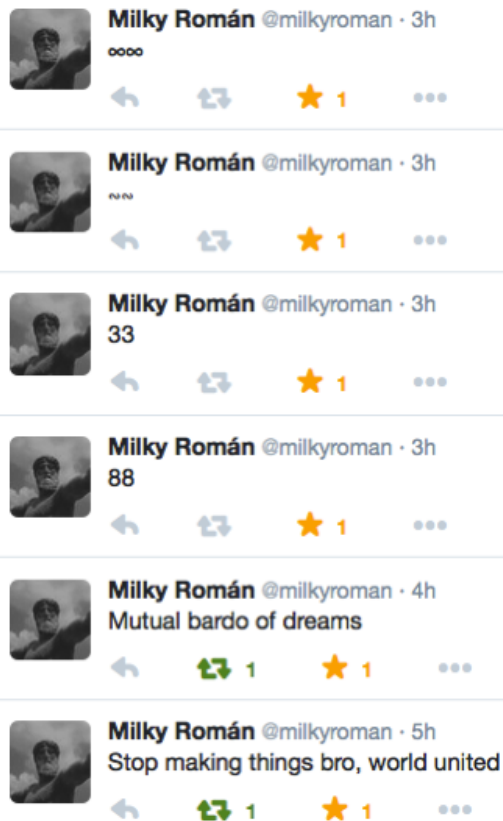 Milky Román @milkyroman · 3h
∞∞
1
Milky Román @milkyroman · 3h
~~
1
Milky Román @milkyroman · 3h
33
1
Milky Román @milkyroman · 3h
88
1
Milky Román @milkyroman · 4h
Mutual bardo of dreams
1 1
Milky Román @milkyroman · 5h
Stop making things bro, world united
1 1